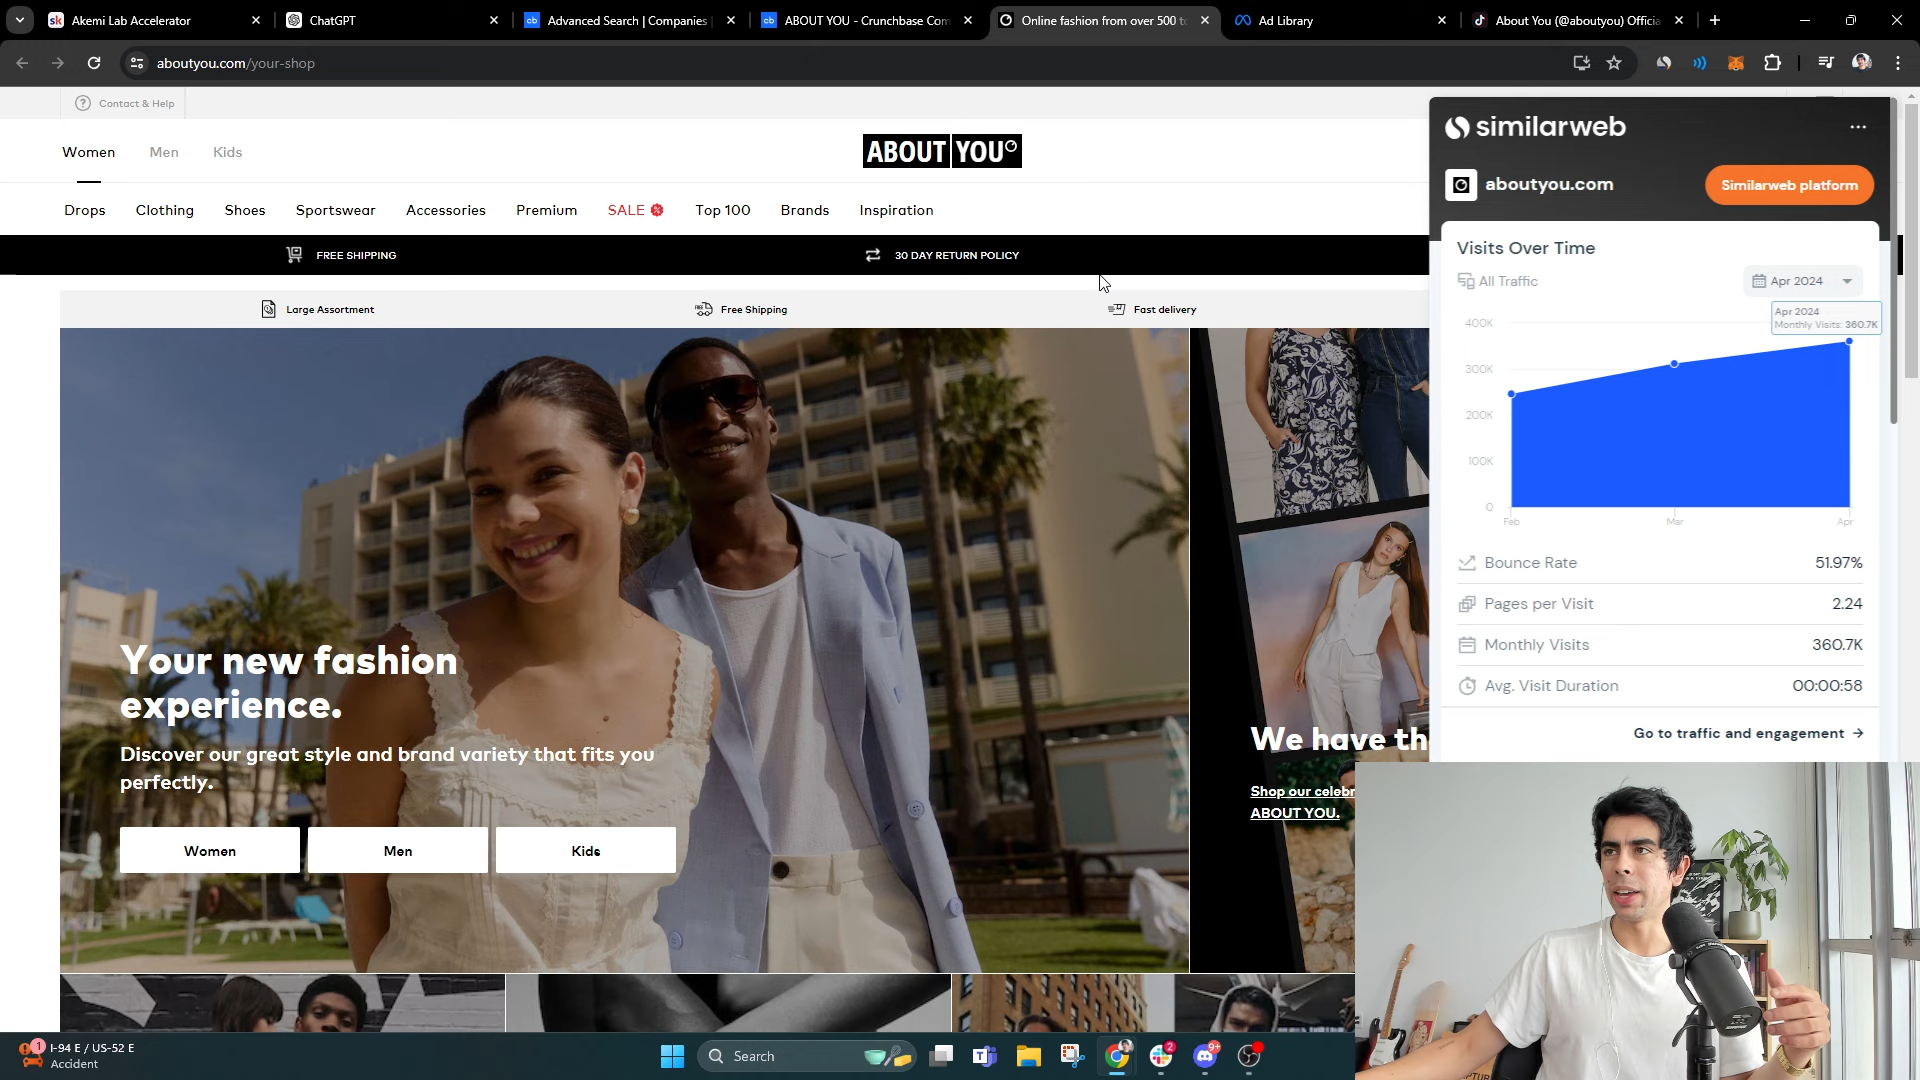 Akemi Lab Accelerator
ChatGPT
Advanced Search | Companies
ABOUT YOU - Crunchbase Com
Online fashion from over 500 to
Ad Library
About You (@aboutyou) Officia
aboutyou.com/your-shop
Contact & Help
Women
Men
Kids
ABOUT YOU
Drops
Clothing
Shoes
Sportswear
Accessories
Premium
SALE
Top 100
Brands
Inspiration
FREE SHIPPING
30 DAY RETURN POLICY
Large Assortment
Free Shipping
Fast delivery
Your new fashion
experience.
Discover our great style and brand variety that fits you
perfectly.
Women
Men
Kids
We have th
Shop our celebr
ABOUT YOU.
similarweb
aboutyou.com
Similarweb platform
Visits Over Time
All Traffic
Apr 2024
Apr 2024
Monthly Visits: 360.7K
400K
300K
200K
100K
0
Feb
Mar
Apr
Bounce Rate
51.97%
Pages per Visit
2.24
Monthly Visits
360.7K
Avg. Visit Duration
00:00:58
Go to traffic and engagement →
1
I-94 E / US-52 E
Accident
Search
2
9+